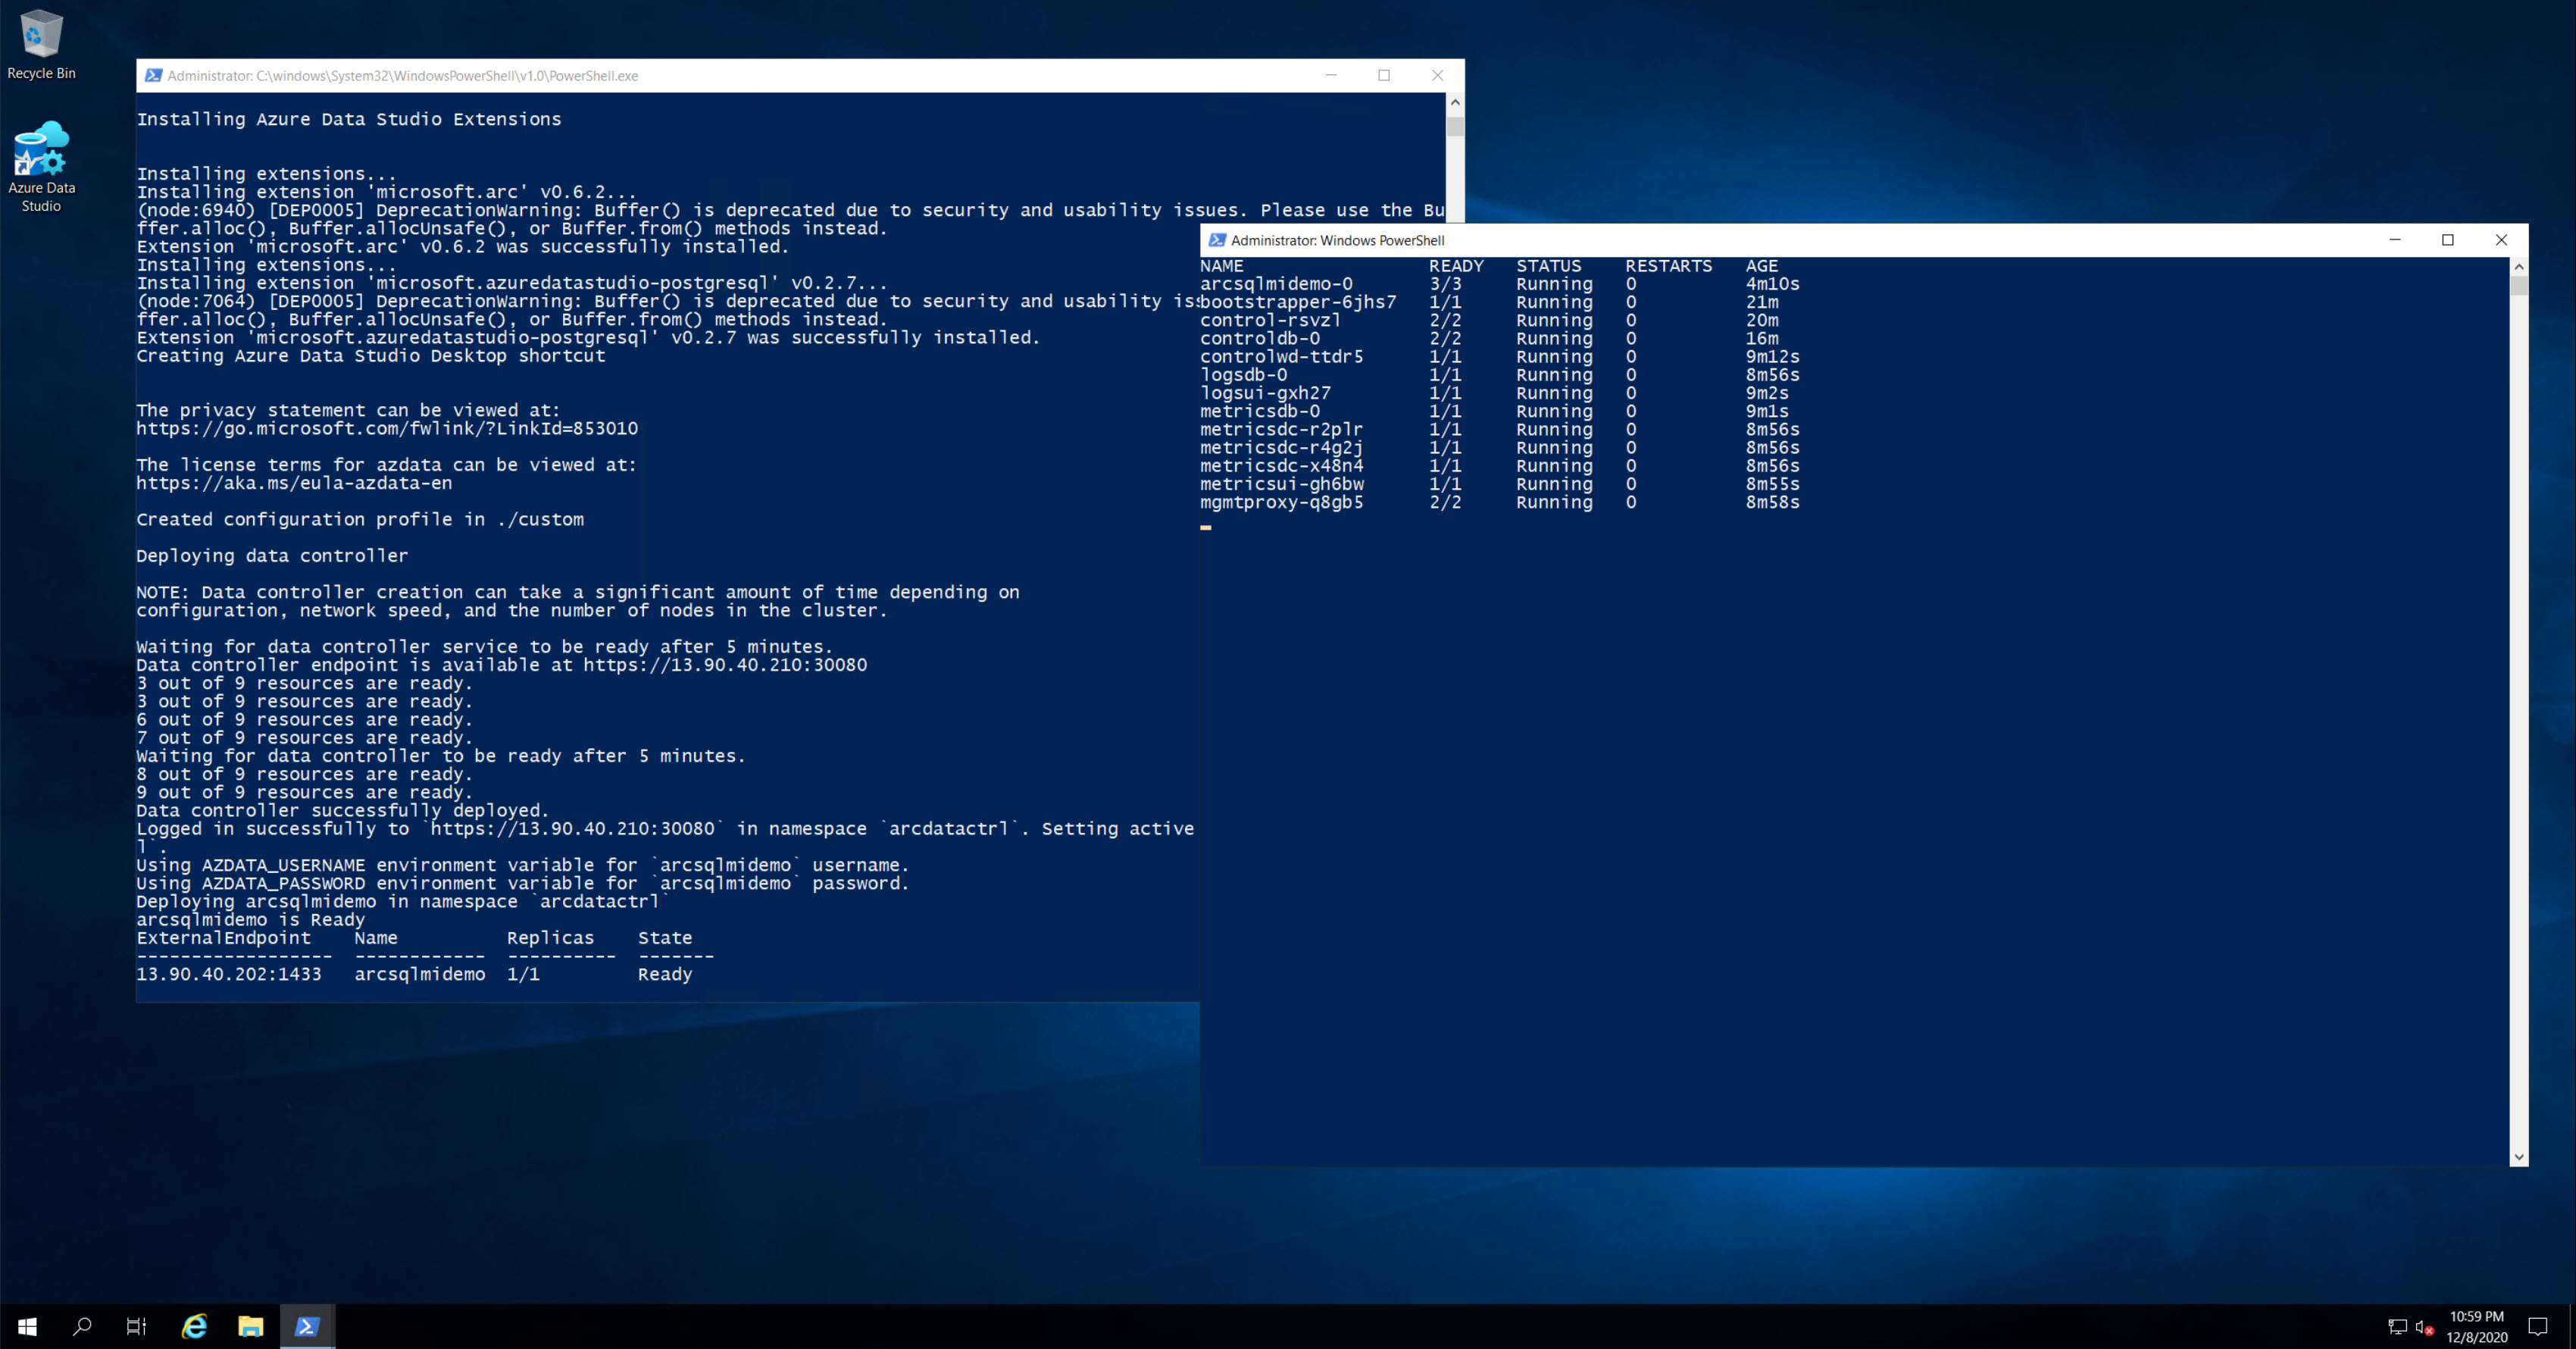 Recycle Bin
Azure Data
Studio
Administrator: C:\windows\System32\WindowsPowerShell\v1.0\PowerShell.exe
Installing Azure Data Studio Extensions
Installing extensions...
Installing extension 'microsoft.arc' v0.6.2...
(node:6940) [DEP0005] DeprecationWarning: Buffer() is deprecated due to security and usability issues. Please use the Bu
ffer.alloc(), Buffer.allocUnsafe(), or Buffer.from() methods instead.
Extension 'microsoft.arc' v0.6.2 was successfully installed.
Installing extensions...
Installing extension 'microsoft.azuredatastudio-postgresql' v0.2.7...
(node:7064) [DEP0005] DeprecationWarning: Buffer() is deprecated due to security and usability iss
ffer.alloc(), Buffer.allocUnsafe(), or Buffer.from() methods instead.
Extension 'microsoft.azuredatastudio-postgresql' v0.2.7 was successfully installed.
Creating Azure Data Studio Desktop shortcut
The privacy statement can be viewed at:
https://go.microsoft.com/fwlink/?LinkId=853010
The license terms for azdata can be viewed at:
https://aka.ms/eula-azdata-en
Created configuration profile in ./custom
Deploying data controller
NOTE: Data controller creation can take a significant amount of time depending on
configuration, network speed, and the number of nodes in the cluster.
Waiting for data controller service to be ready after 5 minutes.
Data controller endpoint is available at https://13.90.40.210:30080
3 out of 9 resources are ready.
3 out of 9 resources are ready.
6 out of 9 resources are ready.
7 out of 9 resources are ready.
Waiting for data controller to be ready after 5 minutes.
8 out of 9 resources are ready.
9 out of 9 resources are ready.
Data controller successfully deployed.
Logged in successfully to `https://13.90.40.210:30080` in namespace `arcdatactrl`. Setting active
l`.
Using AZDATA_USERNAME environment variable for `arcsqlmidemo` username.
Using AZDATA_PASSWORD environment variable for `arcsqlmidemo` password.
Deploying arcsqlmidemo in namespace `arcdatactrl`
arcsqlmidemo is Ready
ExternalEndpoint    Name          Replicas    State
------------------  ------------  ----------  -------
13.90.40.202:1433   arcsqlmidemo  1/1         Ready
Administrator: Windows PowerShell
NAME                 READY   STATUS    RESTARTS   AGE
arcsqlmidemo-0       3/3     Running   0          4m10s
bootstrapper-6jhs7   1/1     Running   0          21m
control-rsvzl        2/2     Running   0          20m
controldb-0          2/2     Running   0          16m
controlwd-ttdr5      1/1     Running   0          9m12s
logsdb-0             1/1     Running   0          8m56s
logsui-gxh27         1/1     Running   0          9m2s
metricsdb-0          1/1     Running   0          9m1s
metricsdc-r2plr      1/1     Running   0          8m56s
metricsdc-r4g2j      1/1     Running   0          8m56s
metricsdc-x48n4      1/1     Running   0          8m56s
metricsui-gh6bw      1/1     Running   0          8m55s
mgmtproxy-q8gb5      2/2     Running   0          8m58s
10:59 PM
12/8/2020